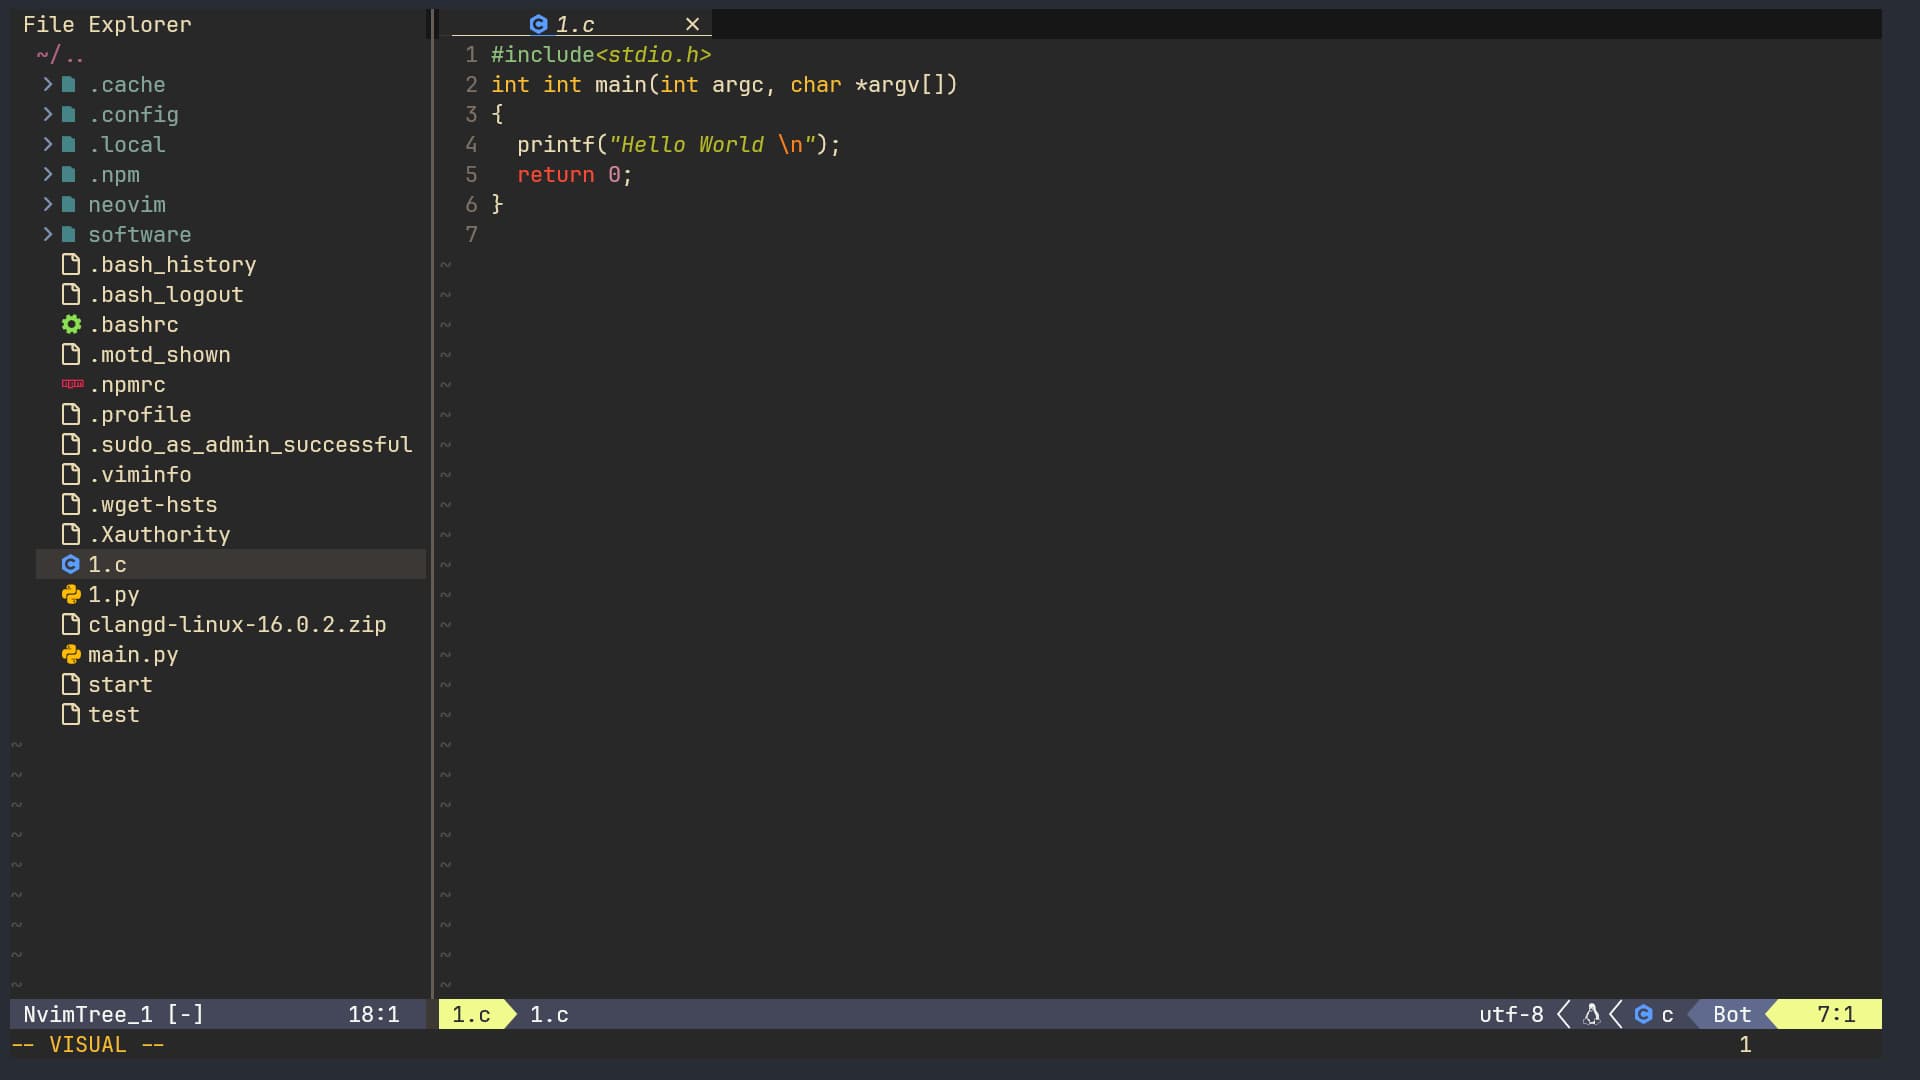 File Explorer
~/..
.cache
.config
.local
.npm
neovim
software
.bash_history
.bash_logout
.bashrc
.motd_shown
.npmrc
.profile
.sudo_as_admin_successful
.viminfo
.wget-hsts
.Xauthority
1.c
1.py
clangd-linux-16.0.2.zip
main.py
start
test
NvimTree_1 [-] 18:1
1.c
1 #include<stdio.h>
2 int int main(int argc, char *argv[])
3 {
4   printf("Hello World \n");
5   return 0;
6 }
7
1.c 1.c utf-8 c Bot 7:1
-- VISUAL -- 1